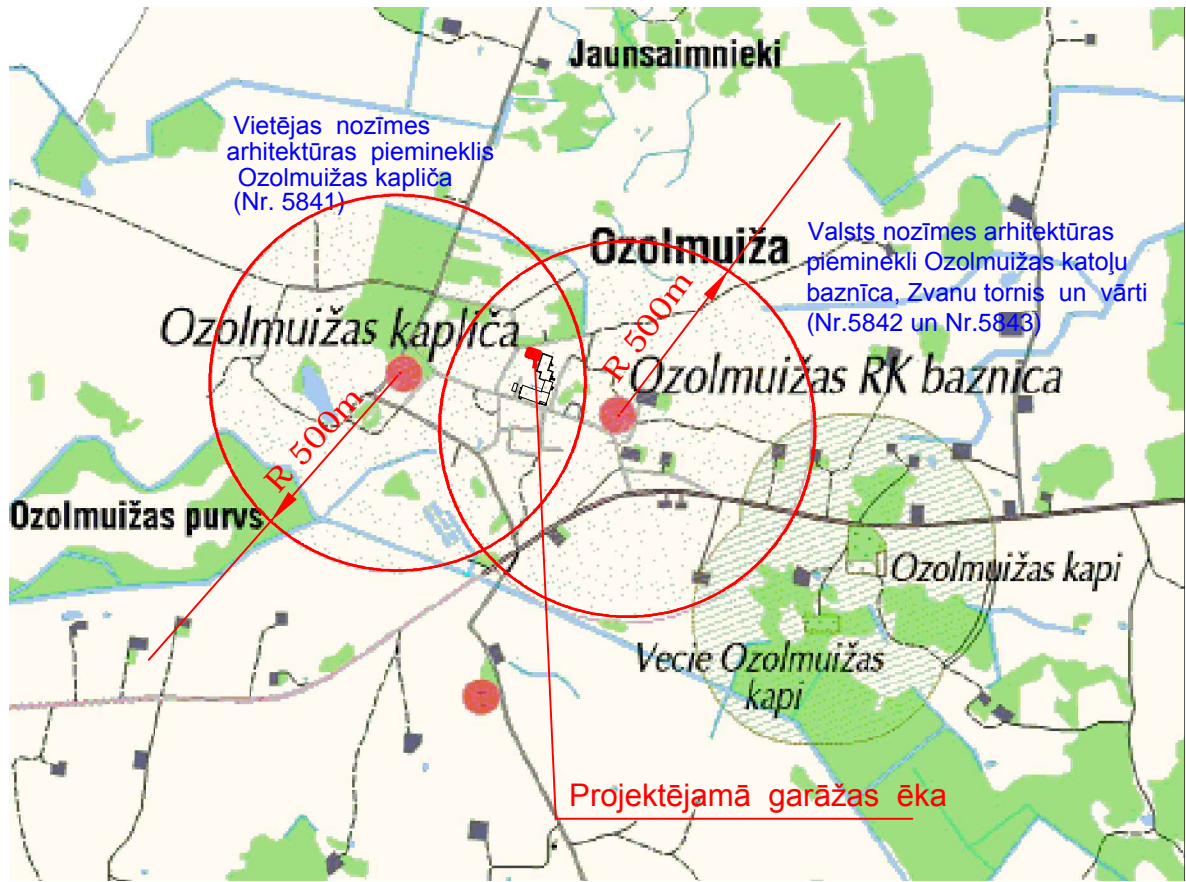 Jaunsaimnieki
Vietējas nozīmes
arhitektūras piemineklis
Ozolmuižas kapliča
(Nr. 5841)
Ozolmuiža
Valsts nozīmes arhitektūras
pieminekli Ozolmuižas katoļu
baznīca, Zvanu tornis un vārti
(Nr.5842 un Nr.5843)
R 500m
Ozolmuižas kapliča
Ozolmuižas RK baznica
R 500m
Ozolmuižas purvs
Ozolmuižas kapi
Vecie Ozolmuižas
kapi
Projektējamā garāžas ēka